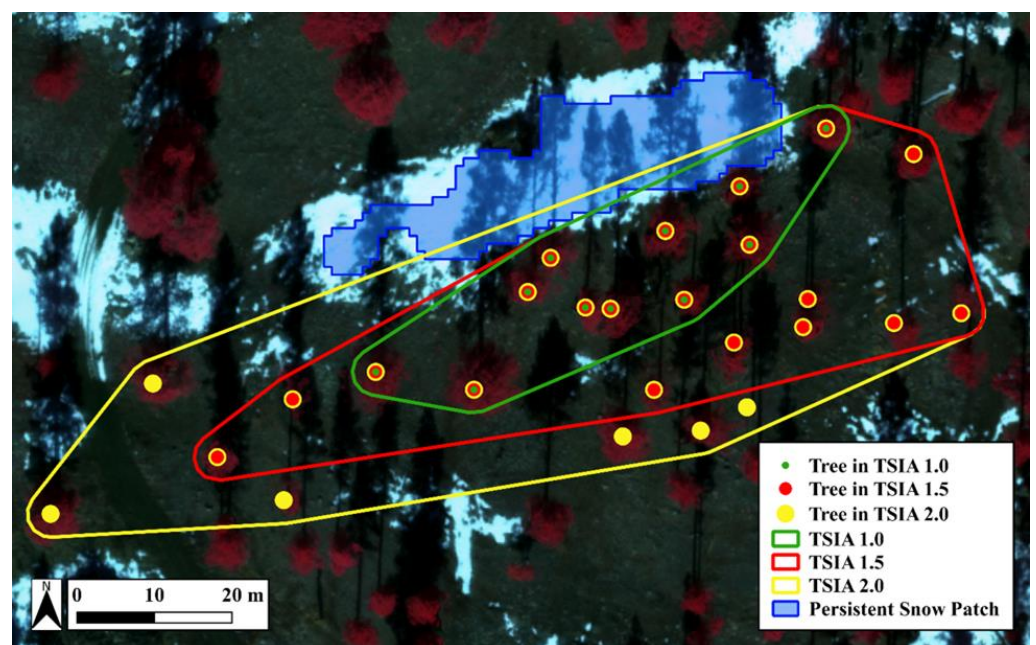 Tree in TSIA 1.0
Tree in TSIA 1.5
Tree in TSIA 2.0
TSIA 1.0
TSIA 1.5
TSIA 2.0
Persistent Snow Patch
N
0 10 20 m